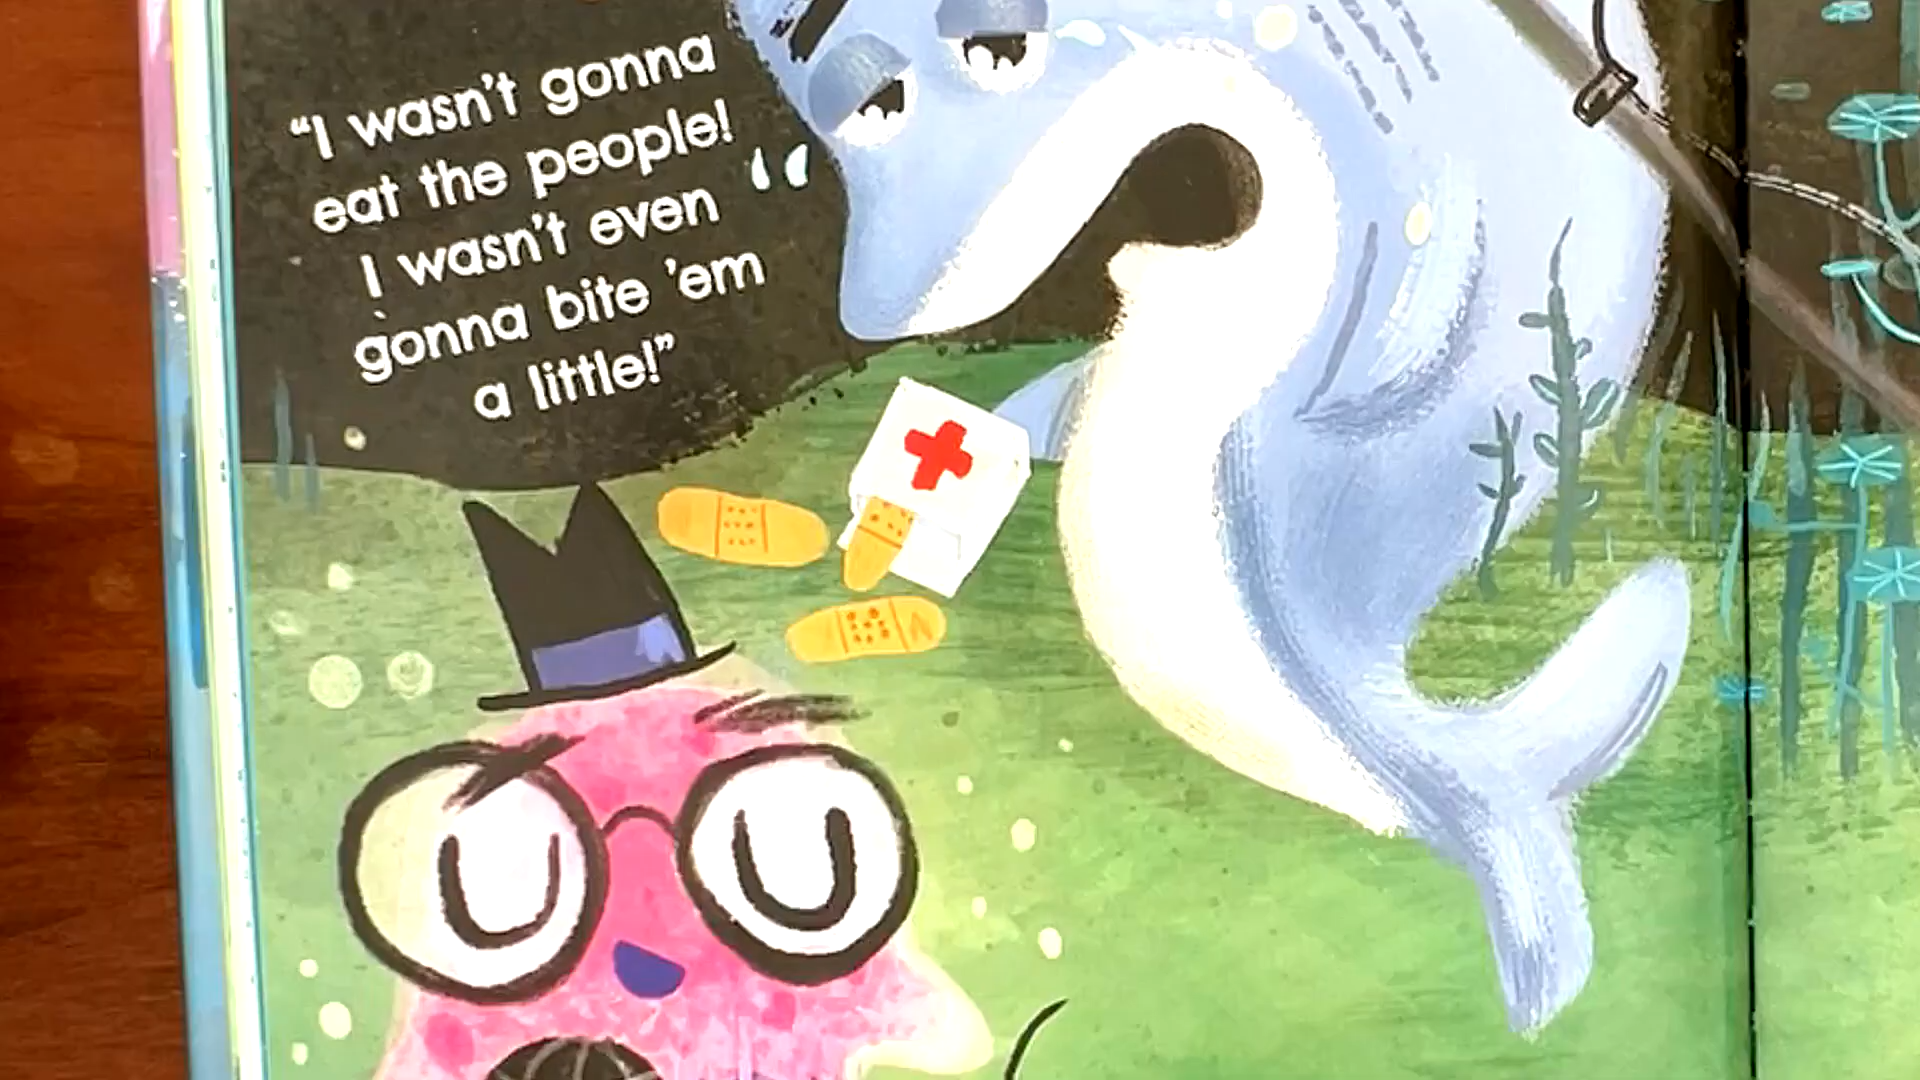 “I wasn’t gonna
eat the people!
I wasn’t even
gonna bite ’em
a little!”